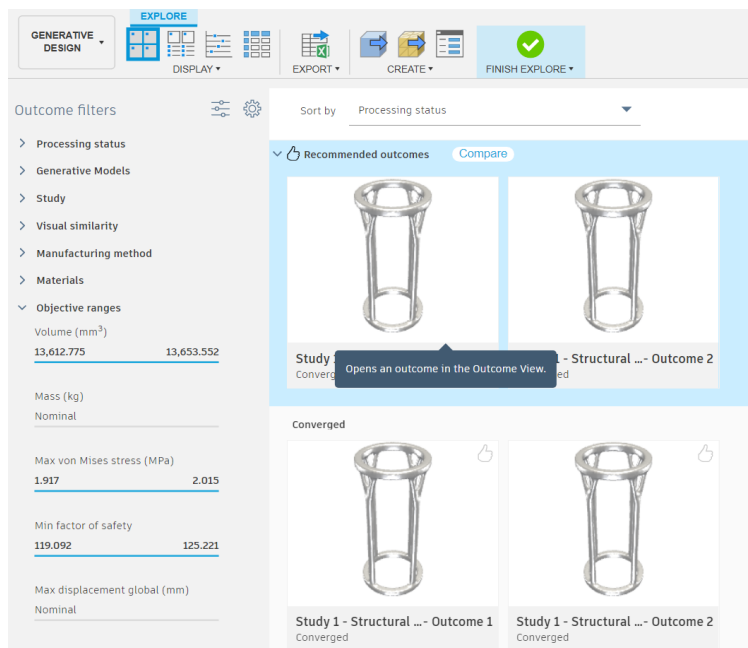 EXPLORE
GENERATIVE
DESIGN
DISPLAY
EXPORT
CREATE
FINISH EXPLORE
Outcome filters
Processing status
Generative Models
Study
Visual similarity
Manufacturing method
Materials
Objective ranges
Volume (mm³)
13,612.775 13,653.552
Mass (kg)
Nominal
Max von Mises stress (MPa)
1.917 2.015
Min factor of safety
119.092 125.221
Max displacement global (mm)
Nominal
Sort by Processing status
Recommended outcomes Compare
Study 1 - Structural ...- Outcome 2
Converg ed
Opens an outcome in the Outcome View.
Converged
Study 1 - Structural ...- Outcome 1
Converged
Study 1 - Structural ...- Outcome 2
Converged